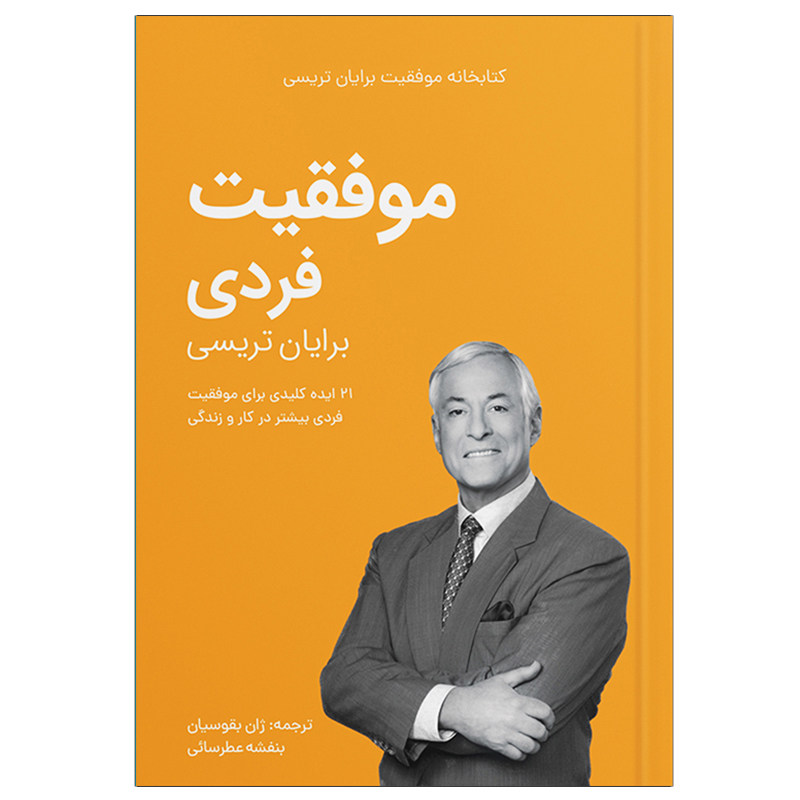 کتابخانه موفقیت برایان تریسی
موفقیت
فردی
برایان تریسی
۲۱ ایده کلیدی برای موفقیت
فردی بیشتر در کار و زندگی
ترجمه: ژان بقوسیان
بنفشه عطرسائی